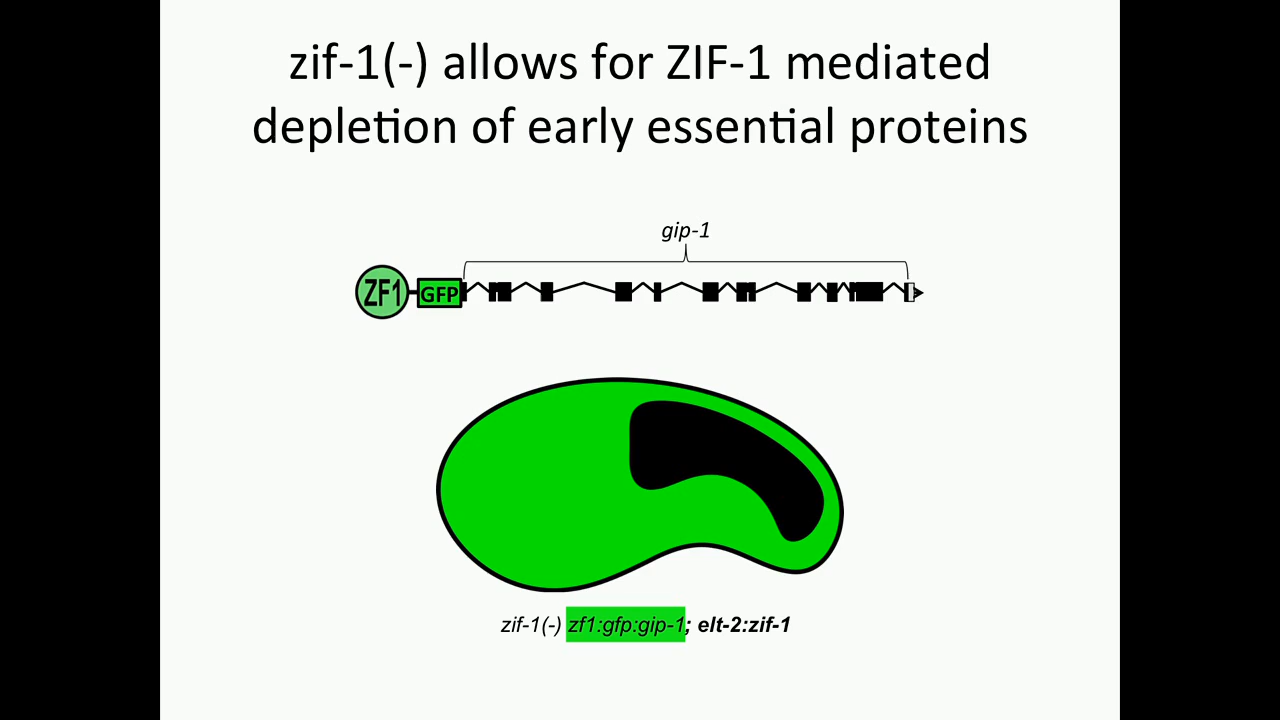 zif-1(-) allows for ZIF-1 mediated
depletion of early essential proteins
gip-1
ZF1 GFP
zif-1(-) zf1:gfp:gip-1; elt-2:zif-1